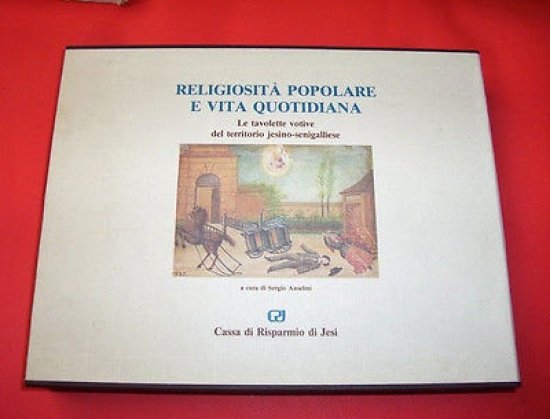 RELIGIOSITÀ POPOLARE
E VITA QUOTIDIANA
Le tavolette votive
del territorio jesino-senigalliese
a cura di Sergio Anselmi
Cassa di Risparmio di Jesi